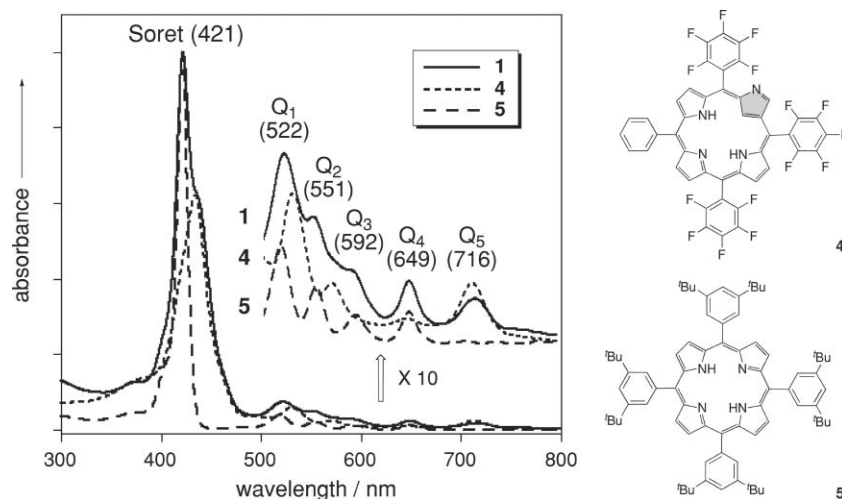 Soret (421)
1
4
5
Q₁
(522)
Q₂
(551)
Q₃
(592)
Q₄
(649)
Q₅
(716)
1
4
5
X 10
absorbance
300 400 500 600 700 800
wavelength / nm
F
F F
F F
N
NH
N HN
F F
F
F F
F F
F F
F
4
ᵗBu ᵗBu
ᵗBu ᵗBu
NH N
N HN
ᵗBu ᵗBu
ᵗBu ᵗBu
5